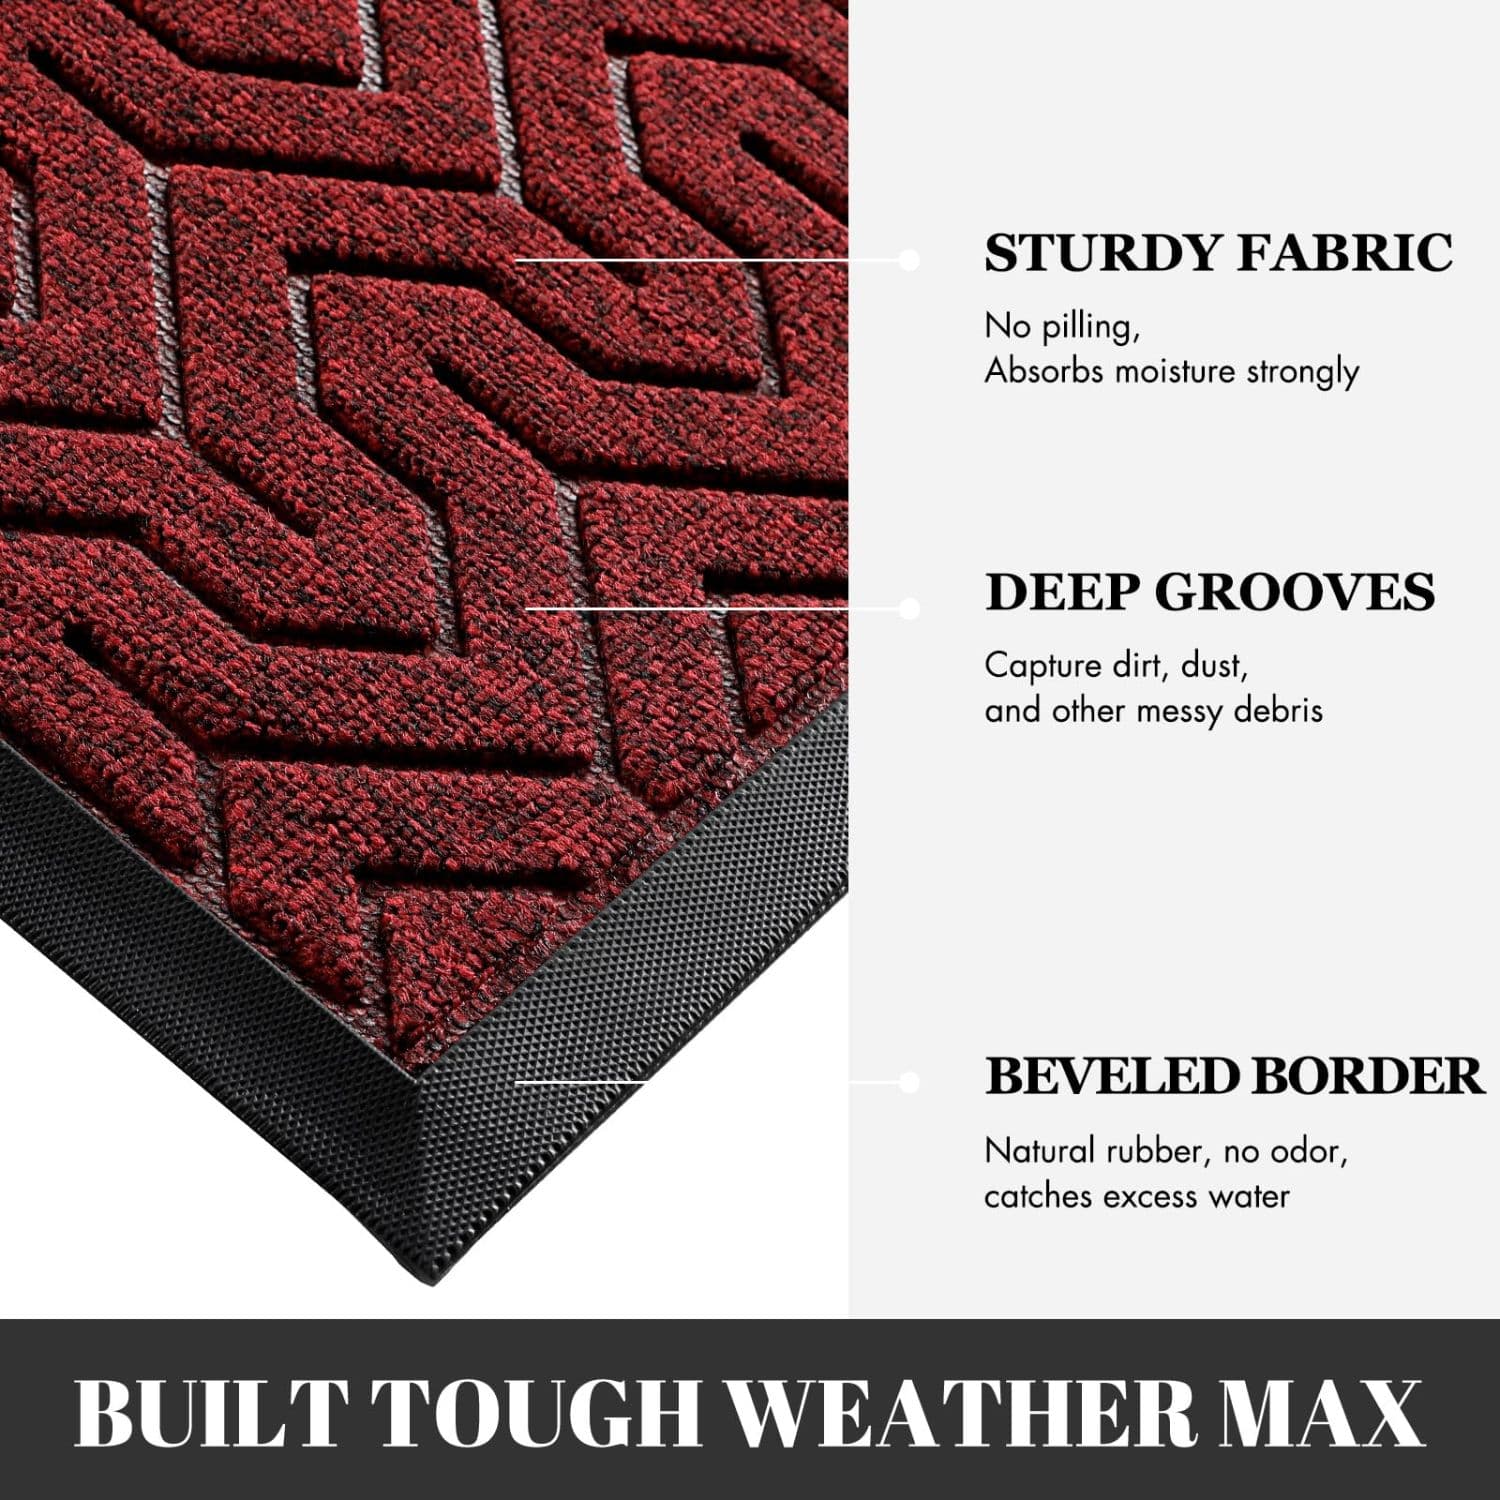 STURDY FABRIC
No pilling,
Absorbs moisture strongly
DEEP GROOVES
Capture dirt, dust,
and other messy debris
BEVELED BORDER
Natural rubber, no odor,
catches excess water
BUILT TOUGH WEATHER MAX